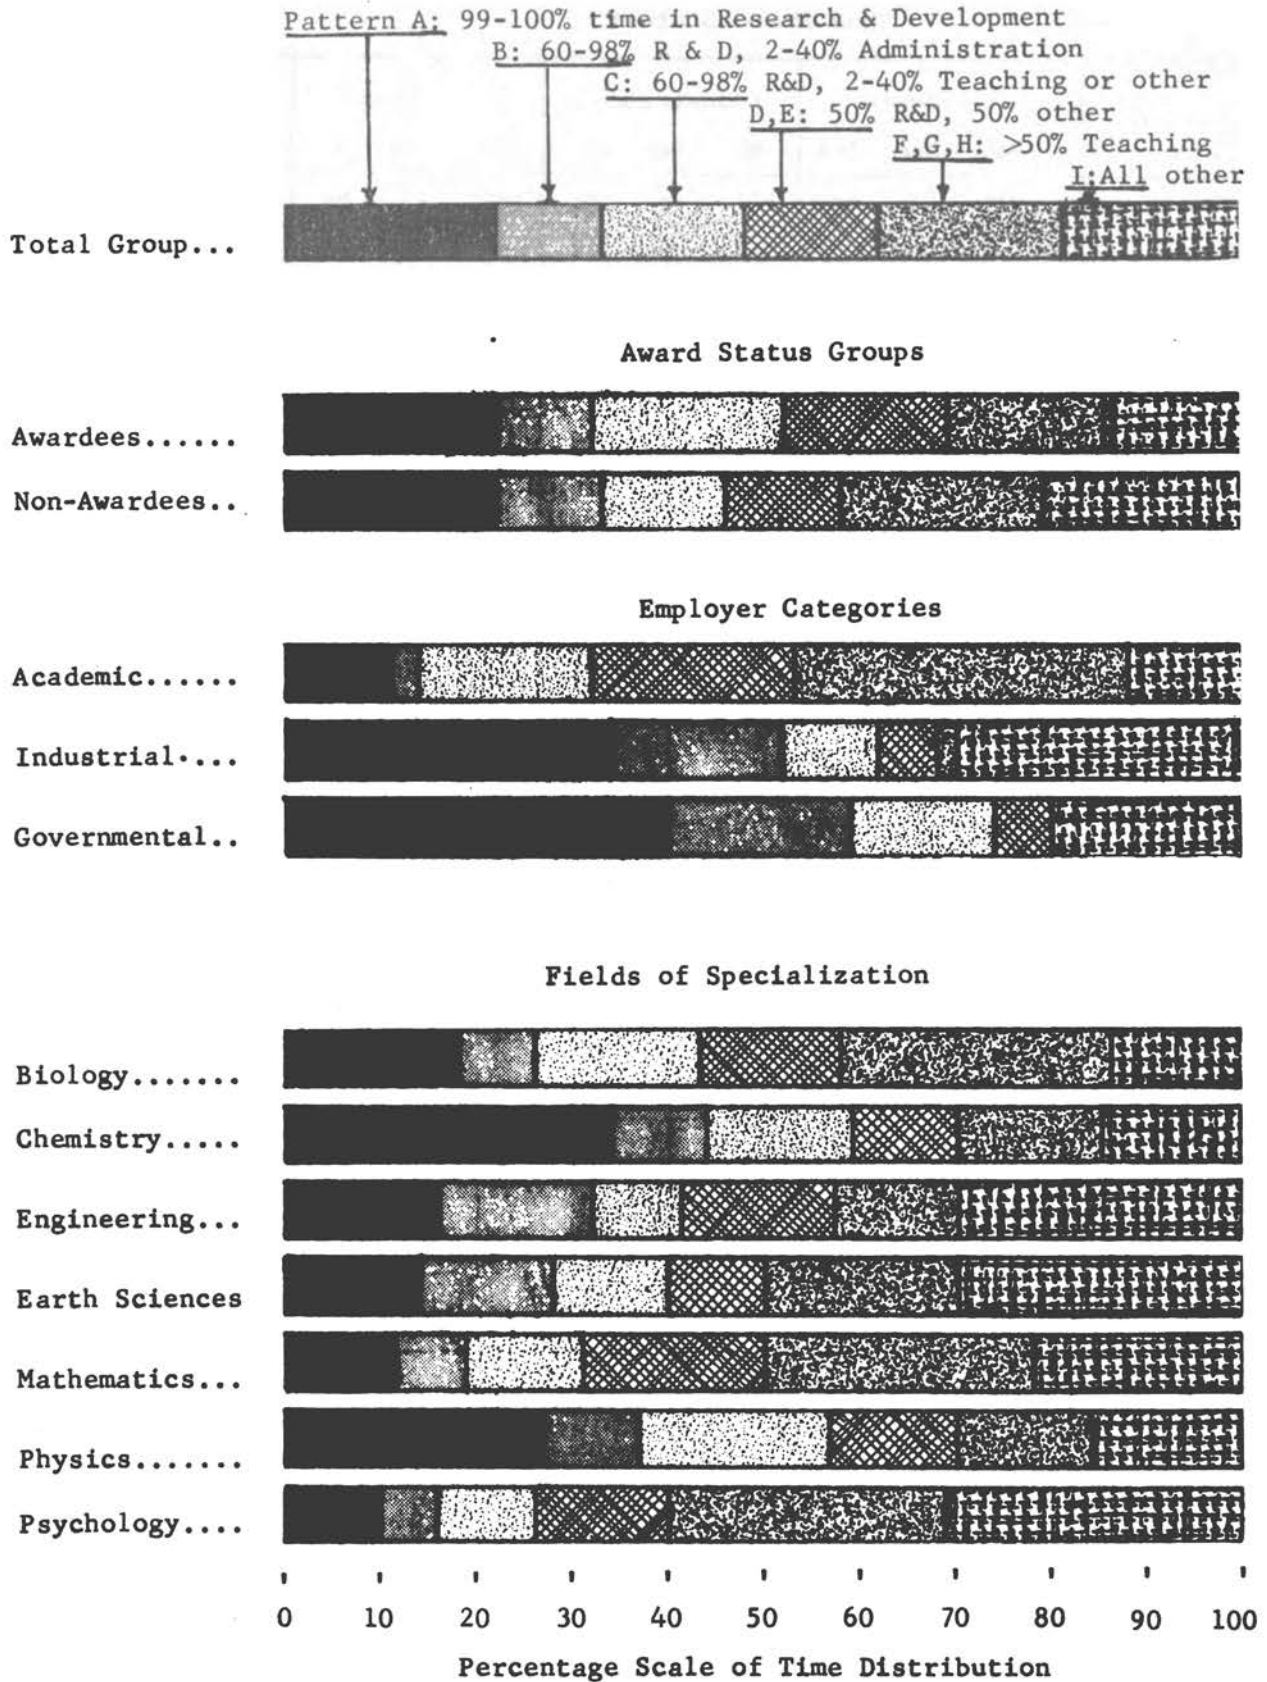 Pattern A: 99-100% time in Research & Development
B: 60-98% R & D, 2-40% Administration
C: 60-98% R&D, 2-40% Teaching or other
D,E: 50% R&D, 50% other
F,G,H: >50% Teaching
I:All other
Total Group...
Award Status Groups
Awardees......
Non-Awardees..
Employer Categories
Academic......
Industrial....
Governmental..
Fields of Specialization
Biology.......
Chemistry.....
Engineering...
Earth Sciences
Mathematics...
Physics.......
Psychology....
0 10 20 30 40 50 60 70 80 90 100
Percentage Scale of Time Distribution